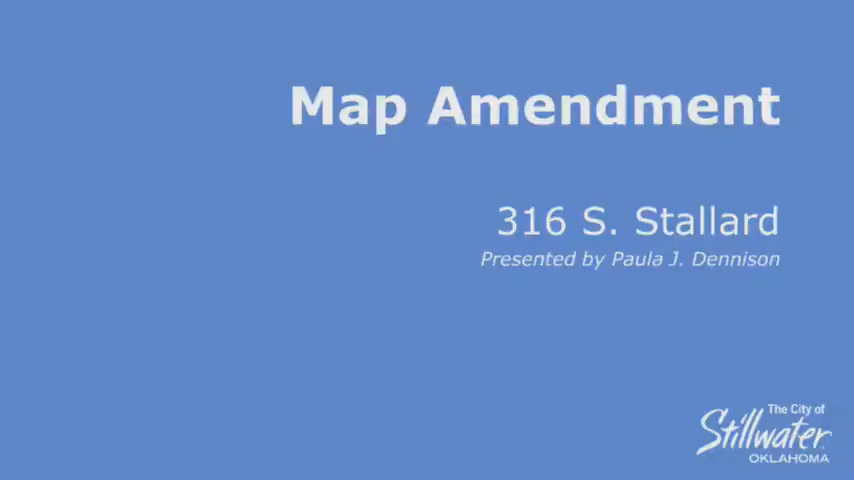 Map Amendment
316 S. Stallard
Presented by Paula J. Dennison
The City of
Stillwater
OKLAHOMA